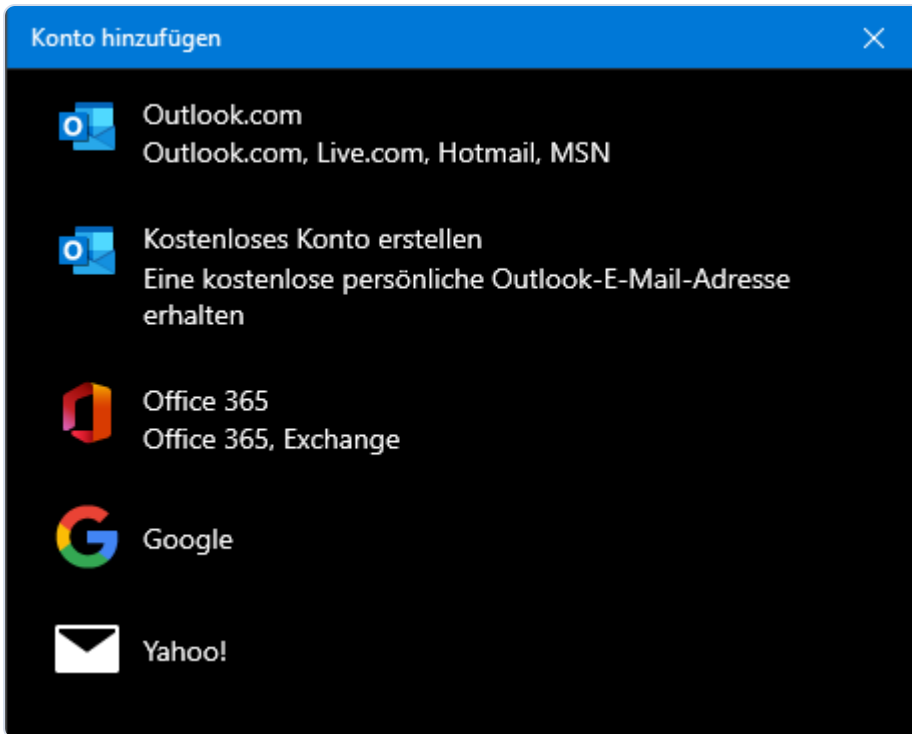 Konto hinzufügen
Outlook.com
Outlook.com, Live.com, Hotmail, MSN
Kostenloses Konto erstellen
Eine kostenlose persönliche Outlook-E-Mail-Adresse
erhalten
Office 365
Office 365, Exchange
Google
Yahoo!